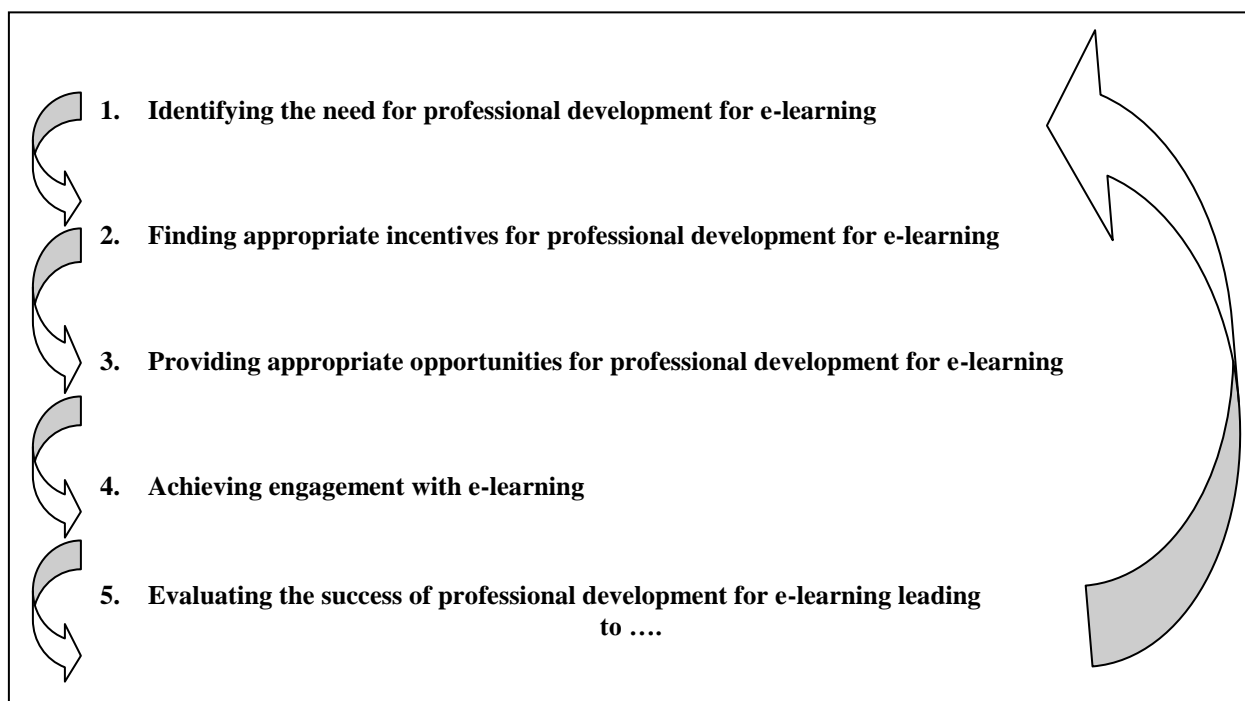 1. Identifying the need for professional development for e-learning
2. Finding appropriate incentives for professional development for e-learning
3. Providing appropriate opportunities for professional development for e-learning
4. Achieving engagement with e-learning
5. Evaluating the success of professional development for e-learning leading
to ….